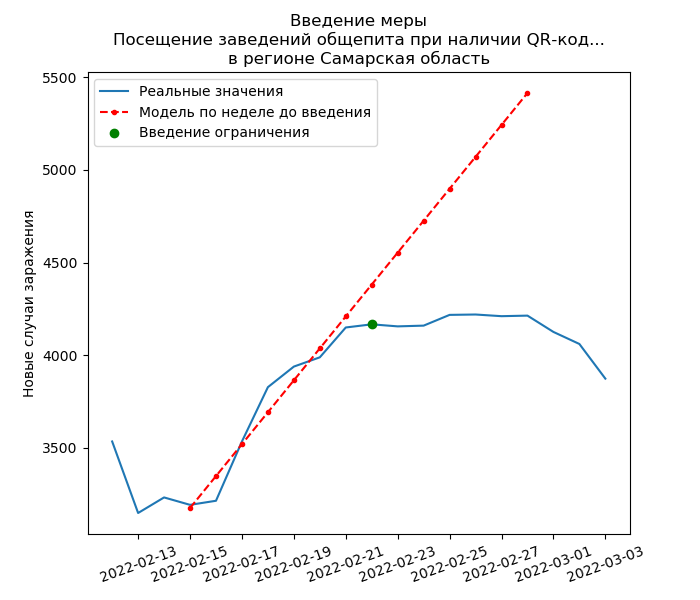 Введение меры
Посещение заведений общепита при наличии QR-код...
в регионе Самарская область
Реальные значения
Модель по неделе до введения
Введение ограничения
Новые случаи заражения
5500
5000
4500
4000
3500
2022-02-13
2022-02-15
2022-02-17
2022-02-19
2022-02-21
2022-02-23
2022-02-25
2022-02-27
2022-03-01
2022-03-03